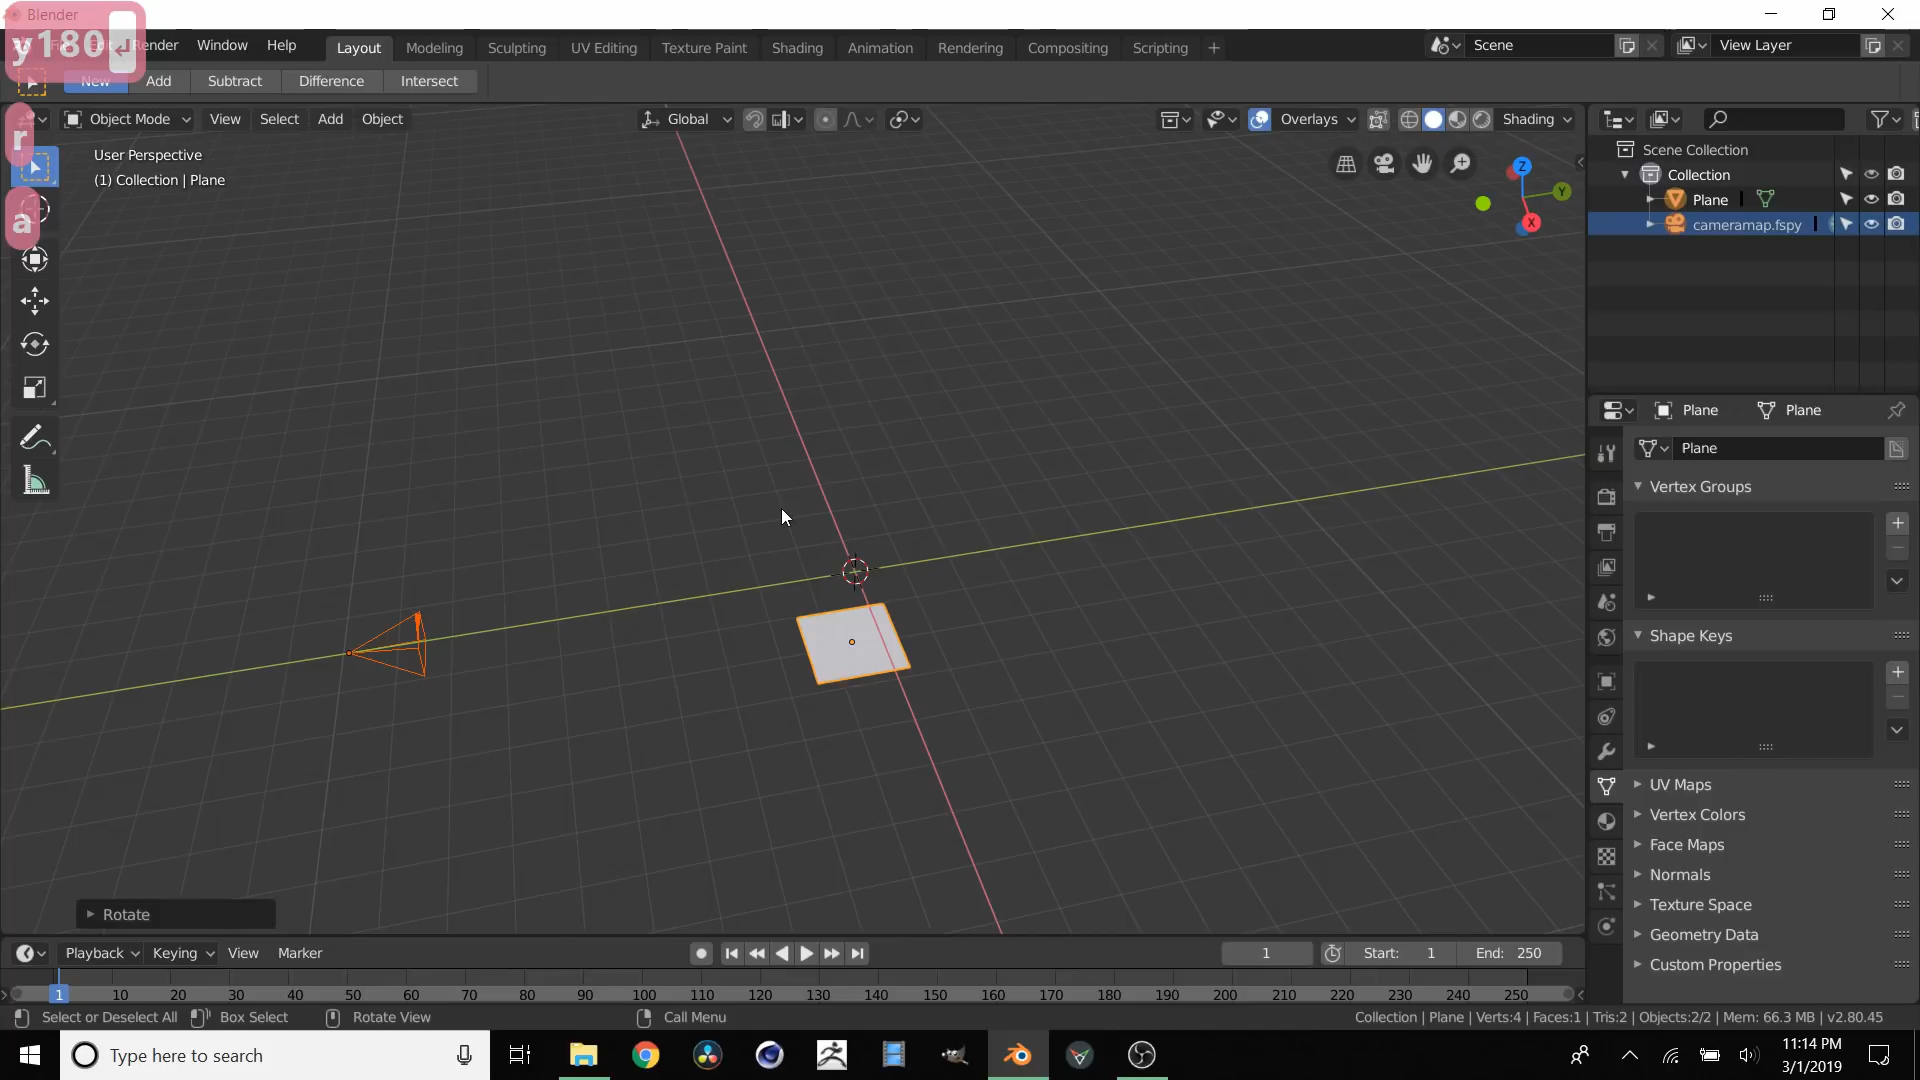 Blender
y180
File Edit Render Window Help
Layout Modeling Sculpting UV Editing Texture Paint Shading Animation Rendering Compositing Scripting +
Scene
View Layer
New Add Subtract Difference Intersect
r
a
Object Mode View Select Add Object
Global
Overlays
Shading
User Perspective
(1) Collection | Plane
Z
Y
X
Scene Collection
Collection
Plane
cameramap.fspy
Plane Plane
Plane
Vertex Groups
Shape Keys
UV Maps
Vertex Colors
Face Maps
Normals
Texture Space
Geometry Data
Custom Properties
Rotate
Playback Keying View Marker
1
Start: 1
End: 250
1 10 20 30 40 50 60 70 80 90 100 110 120 130 140 150 160 170 180 190 200 210 220 230 240 250
Select or Deselect All Box Select Rotate View Call Menu
Collection | Plane | Verts:4 | Faces:1 | Tris:2 | Objects:2/2 | Mem: 66.3 MB | v2.80.45
Type here to search
11:14 PM
3/1/2019